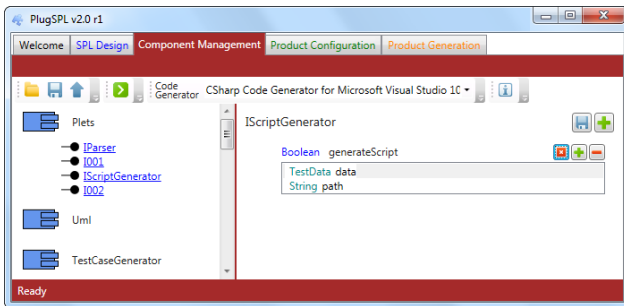 PlugSPL v2.0 r1
Welcome SPL Design Component Management Product Configuration Product Generation
Code Generator CSharp Code Generator for Microsoft Visual Studio 10
Plets
IParser
I001
IScriptGenerator
I002
Uml
TestCaseGenerator
IScriptGenerator
Boolean generateScript
TestData data
String path
Ready